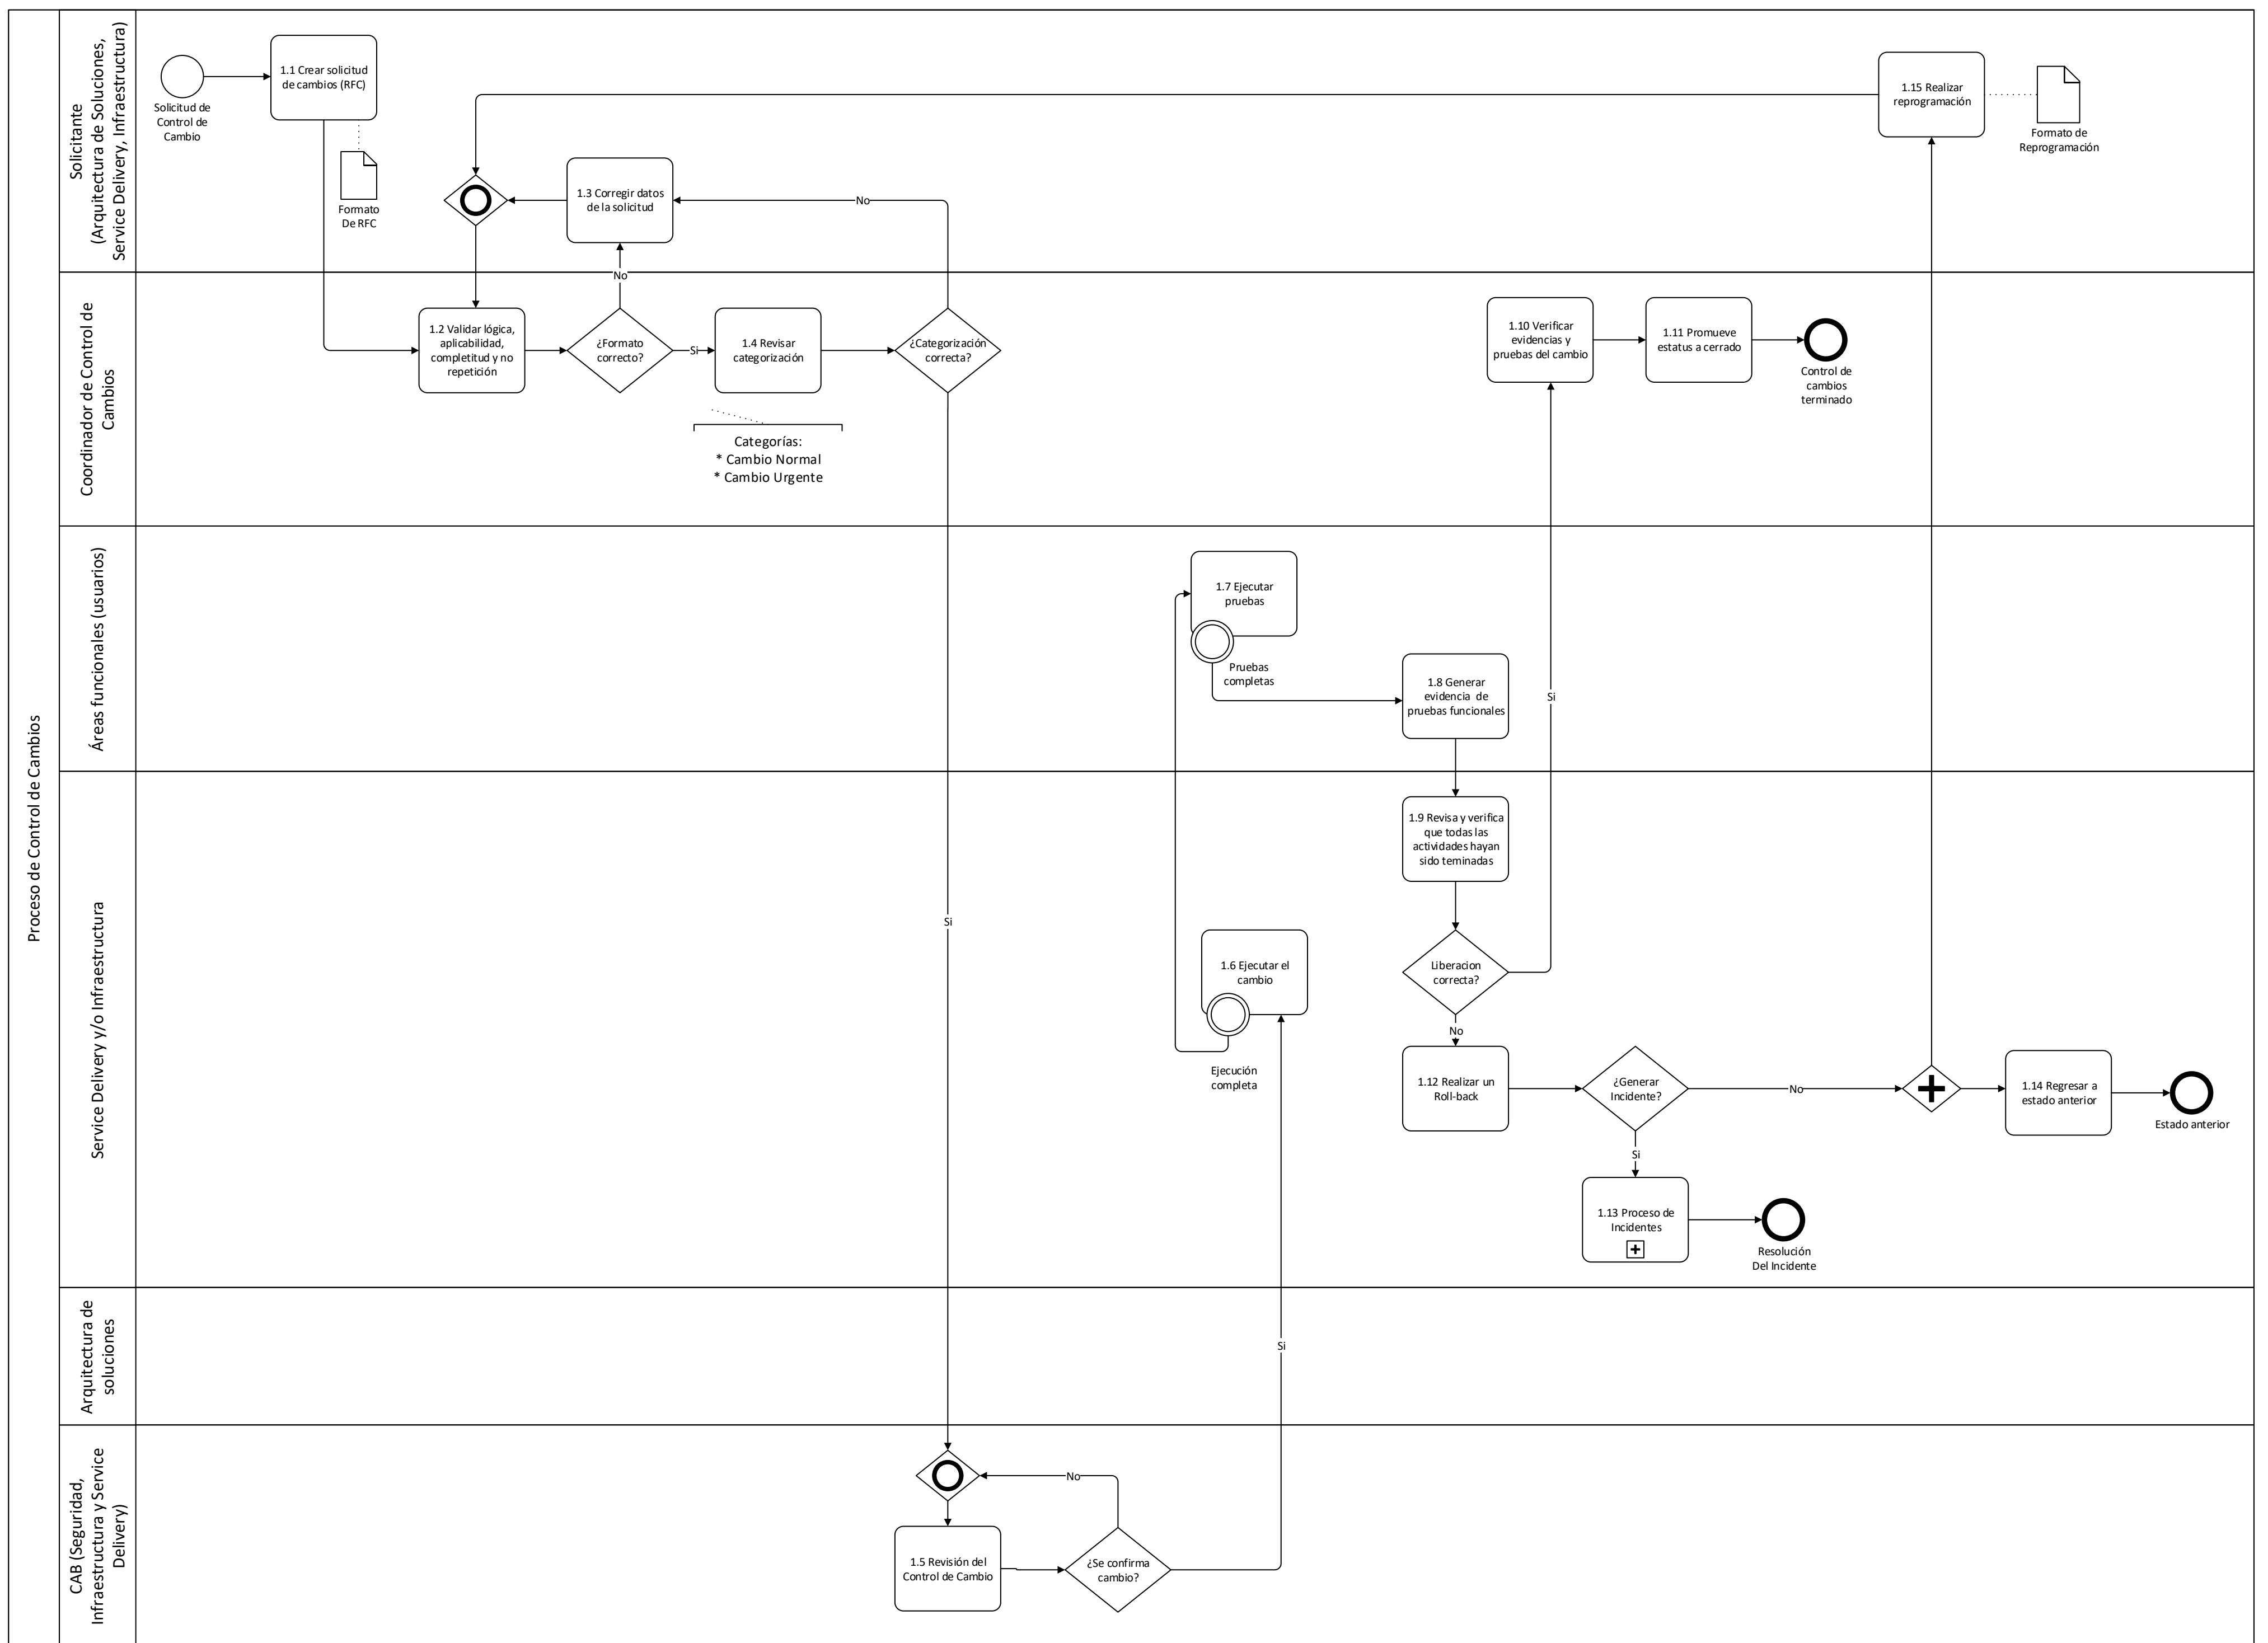 Proceso de Control de Cambios
Solicitante
(Arquitectura de Soluciones,
Service Delivery, Infraestructura)
Solicitud de
Control de
Cambio
1.1 Crear solicitud
de cambios (RFC)
Formato
De RFC
1.3 Corregir datos
de la solicitud
No
No
1.15 Realizar
reprogramación
Formato de
Reprogramación
Coordinador de Control de
Cambios
1.2 Validar lógica,
aplicabilidad,
completitud y no
repetición
¿Formato
correcto?
Si
1.4 Revisar
categorización
¿Categorización
correcta?
Categorías:
* Cambio Normal
* Cambio Urgente
1.10 Verificar
evidencias y
pruebas del cambio
1.11 Promueve
estatus a cerrado
Control de
cambios
terminado
Áreas funcionales (usuarios)
1.7 Ejecutar
pruebas
Pruebas
completas
1.8 Generar
evidencia de
pruebas funcionales
Si
Service Delivery y/o Infraestructura
Si
1.9 Revisa y verifica
que todas las
actividades hayan
sido teminadas
1.6 Ejecutar el
cambio
Ejecución
completa
Liberacion
correcta?
No
1.12 Realizar un
Roll-back
¿Generar
Incidente?
No
1.14 Regresar a
estado anterior
Estado anterior
Si
1.13 Proceso de
Incidentes
Resolución
Del Incidente
Arquitectura de
soluciones
Si
CAB (Seguridad,
Infraestructura y Service
Delivery)
No
1.5 Revisión del
Control de Cambio
¿Se confirma
cambio?